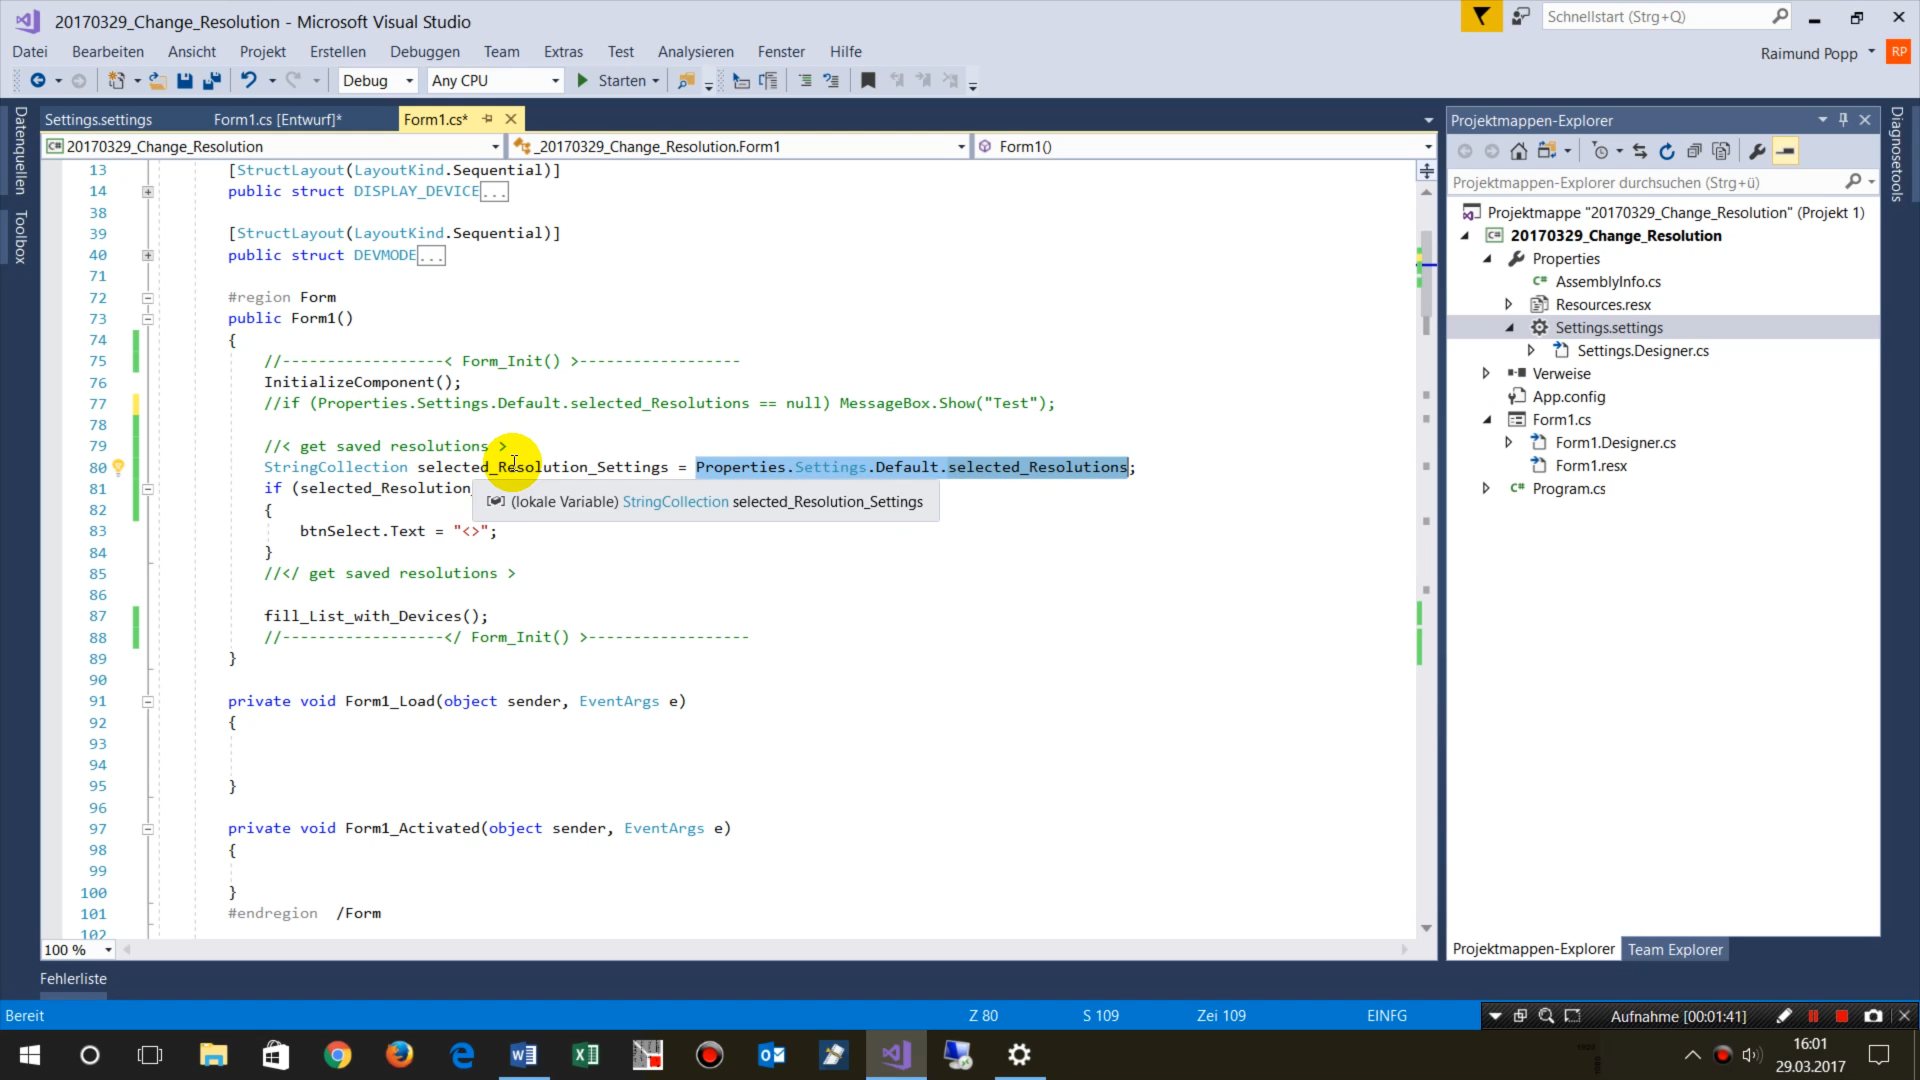 20170329_Change_Resolution - Microsoft Visual Studio
Schnellstart (Strg+Q)
Datei Bearbeiten Ansicht Projekt Erstellen Debuggen Team Extras Test Analysieren Fenster Hilfe
Raimund Popp RP
Debug Any CPU Starten
Datenquellen
Toolbox
Settings.settings Form1.cs [Entwurf]* Form1.cs*
20170329_Change_Resolution _20170329_Change_Resolution.Form1 Form1()
13 [StructLayout(LayoutKind.Sequential)]
14 public struct DISPLAY_DEVICE...
38
39 [StructLayout(LayoutKind.Sequential)]
40 public struct DEVMODE...
71
72 #region Form
73 public Form1()
74 {
75 //------------------< Form_Init() >------------------
76 InitializeComponent();
77 //if (Properties.Settings.Default.selected_Resolutions == null) MessageBox.Show("Test");
78
79 //< get saved resolutions >
80 StringCollection selected_Resolution_Settings = Properties.Settings.Default.selected_Resolutions;
81 if (selected_Resolution
(lokale Variable) StringCollection selected_Resolution_Settings
82 {
83 btnSelect.Text = "<>";
84 }
85 //</ get saved resolutions >
86
87 fill_List_with_Devices();
88 //------------------</ Form_Init() >------------------
89 }
90
91 private void Form1_Load(object sender, EventArgs e)
92 {
93
94
95 }
96
97 private void Form1_Activated(object sender, EventArgs e)
98 {
99
100 }
101 #endregion /Form
102
100 %
Fehlerliste
Projektmappen-Explorer
Projektmappen-Explorer durchsuchen (Strg+ü)
Projektmappe "20170329_Change_Resolution" (Projekt 1)
20170329_Change_Resolution
Properties
AssemblyInfo.cs
Resources.resx
Settings.settings
Settings.Designer.cs
Verweise
App.config
Form1.cs
Form1.Designer.cs
Form1.resx
Program.cs
Projektmappen-Explorer Team Explorer
Diagnosetools
Bereit Z 80 S 109 Zei 109 EINFG
Aufnahme [00:01:41]
16:01
29.03.2017